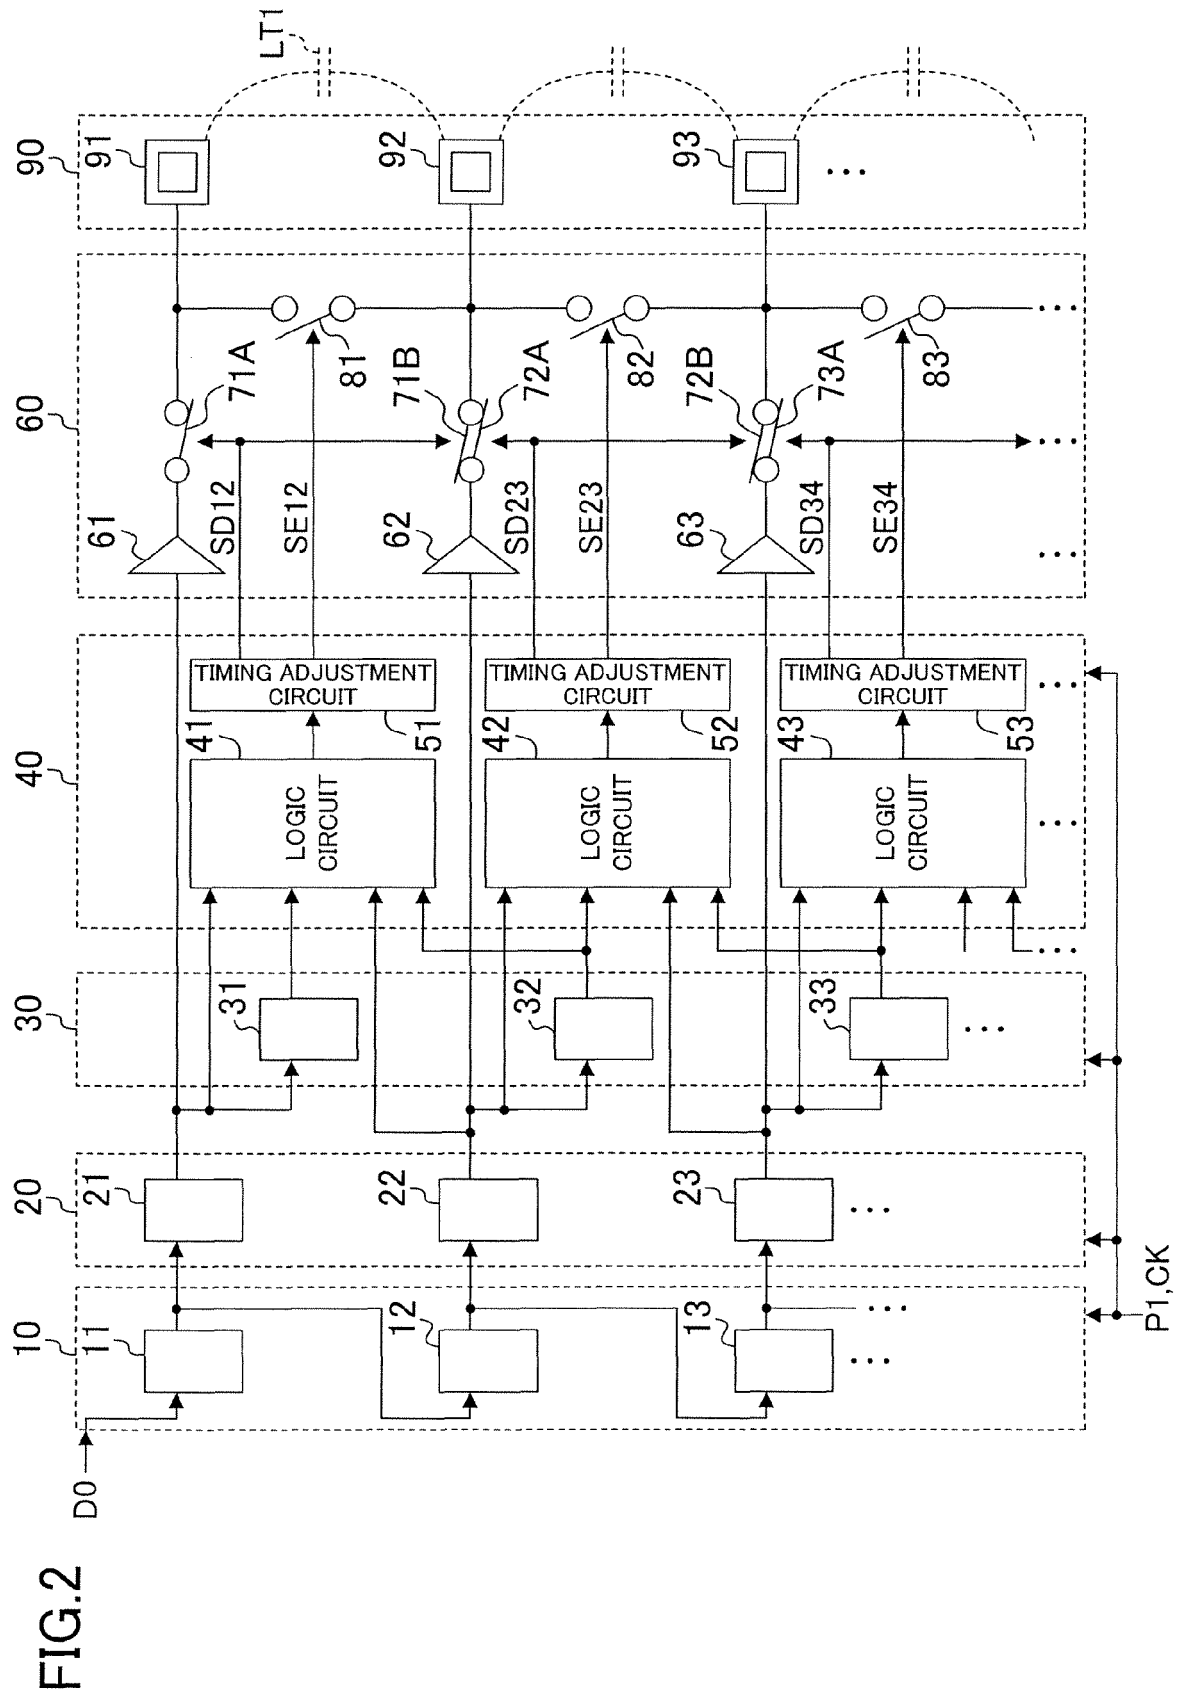 FIG.2
D0
10
11
12
13
P1,CK
20
21
22
23
30
31
32
33
40
41
LOGIC
CIRCUIT
42
LOGIC
CIRCUIT
43
LOGIC
CIRCUIT
TIMING ADJUSTMENT
CIRCUIT
51
TIMING ADJUSTMENT
CIRCUIT
52
TIMING ADJUSTMENT
CIRCUIT
53
60
61
SD12
SE12
62
SD23
SE23
63
SD34
SE34
71A
81
71B
72A
82
72B
73A
83
90
91
92
93
LT1